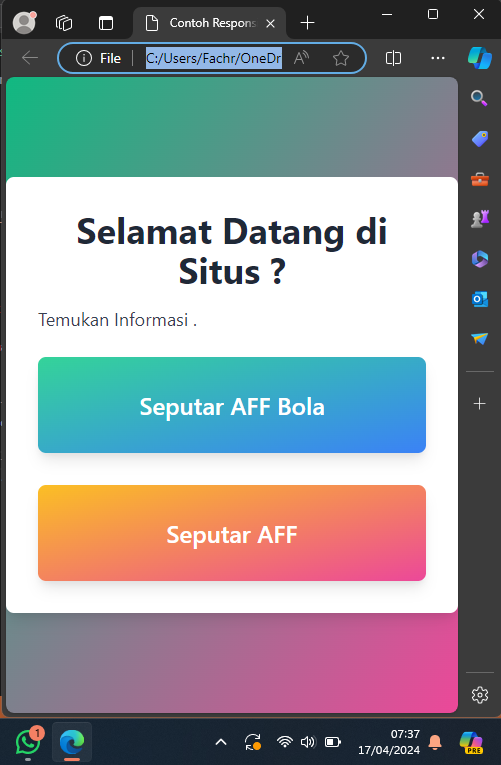 Contoh Respons
File
C:/Users/Fachr/OneDr
Selamat Datang di
Situs ?
Temukan Informasi .
Seputar AFF Bola
Seputar AFF
1
07:37
17/04/2024
PRE